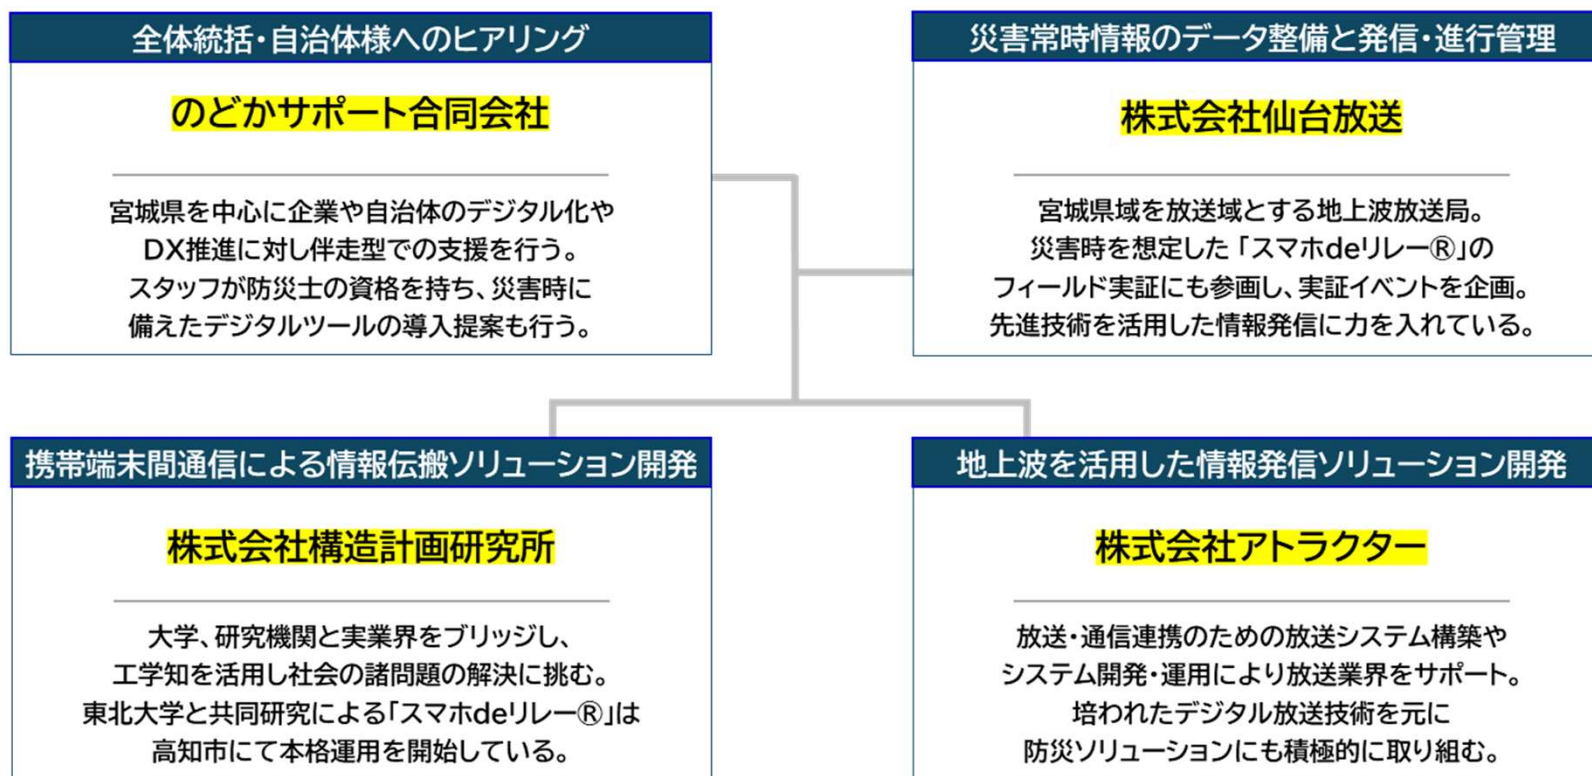 全体統括・自治体様へのヒアリング
のどかサポート合同会社
宮城県を中心に企業や自治体のデジタル化や
DX推進に対し伴走型での支援を行う。
スタッフが防災士の資格を持ち、災害時に
備えたデジタルツールの導入提案も行う。
災害常時情報のデータ整備と発信・進行管理
株式会社仙台放送
宮城県域を放送域とする地上波放送局。
災害時を想定した「スマホdeリレー®」の
フィールド実証にも参画し、実証イベントを企画。
先進技術を活用した情報発信に力を入れている。
携帯端末間通信による情報伝搬ソリューション開発
株式会社構造計画研究所
大学、研究機関と実業界をブリッジし、
工学知を活用し社会の諸問題の解決に挑む。
東北大学と共同研究による「スマホdeリレー®」は
高知市にて本格運用を開始している。
地上波を活用した情報発信ソリューション開発
株式会社アトラクター
放送・通信連携のための放送システム構築や
システム開発・運用により放送業界をサポート。
培われたデジタル放送技術を元に
防災ソリューションにも積極的に取り組む。